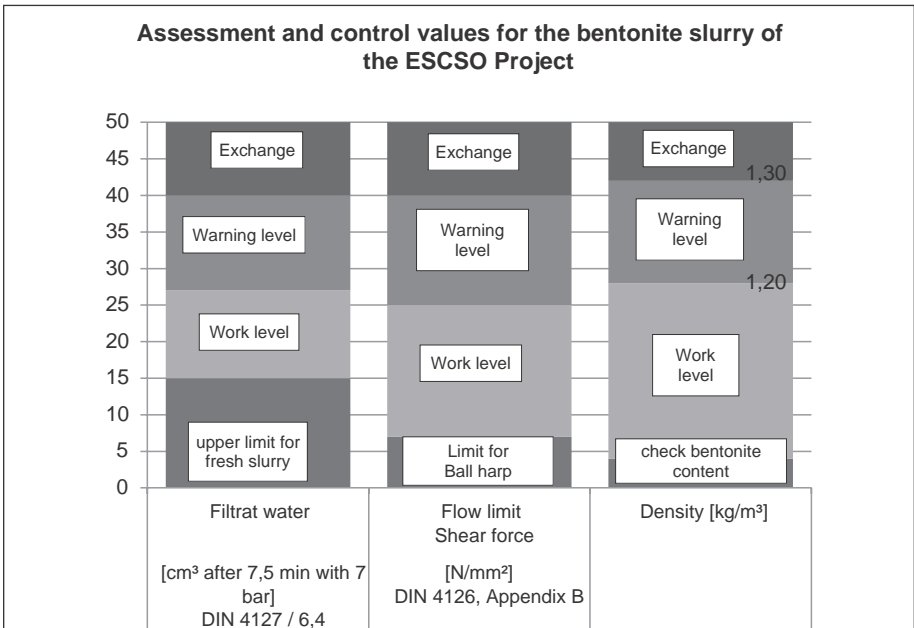 Assessment and control values for the bentonite slurry of
the ESCSO Project
50
45
40
35
30
25
20
15
10
5
0
Exchange
Warning level
Work level
upper limit for
fresh slurry
Exchange
Warning
level
Work level
Limit for
Ball harp
Exchange
1,30
Warning
level
1,20
Work
level
check bentonite
content
Filtrat water
[cm³ after 7,5 min with 7
bar]
DIN 4127 / 6,4
Flow limit
Shear force
[N/mm²]
DIN 4126, Appendix B
Density [kg/m³]